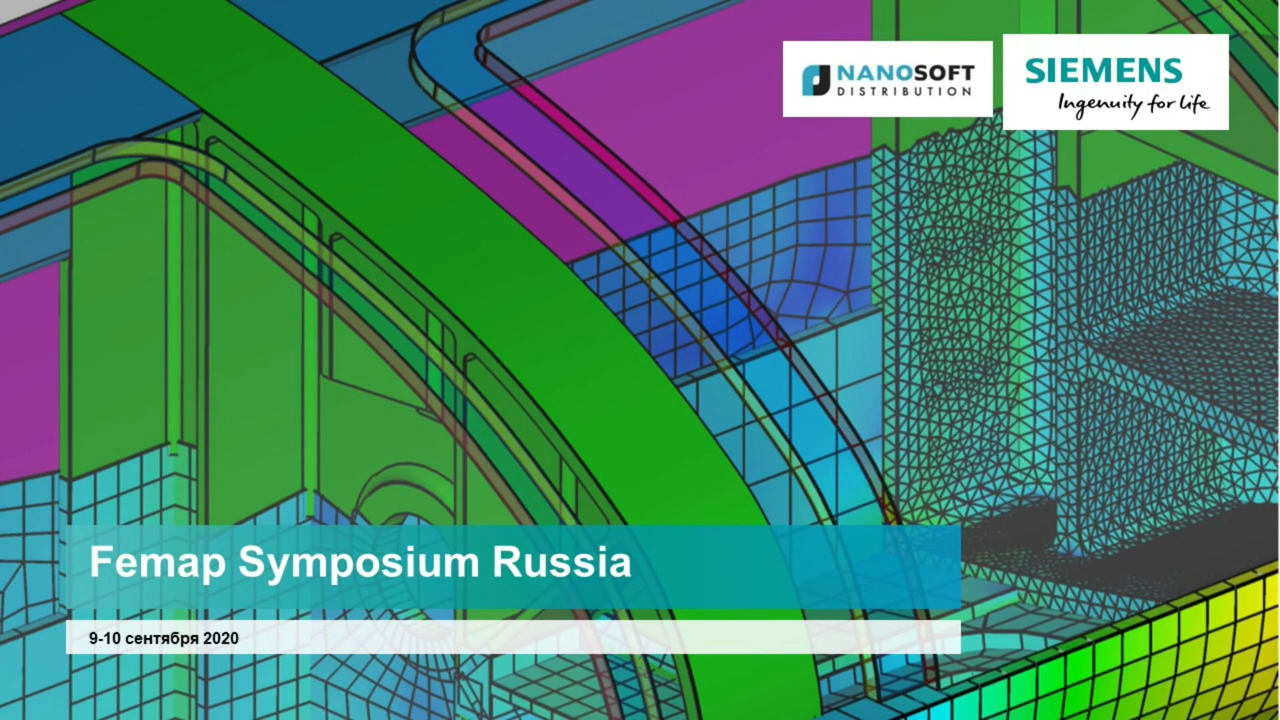 NANOSOFT
DISTRIBUTION
SIEMENS
Ingenuity for life
Femap Symposium Russia
9-10 сентября 2020